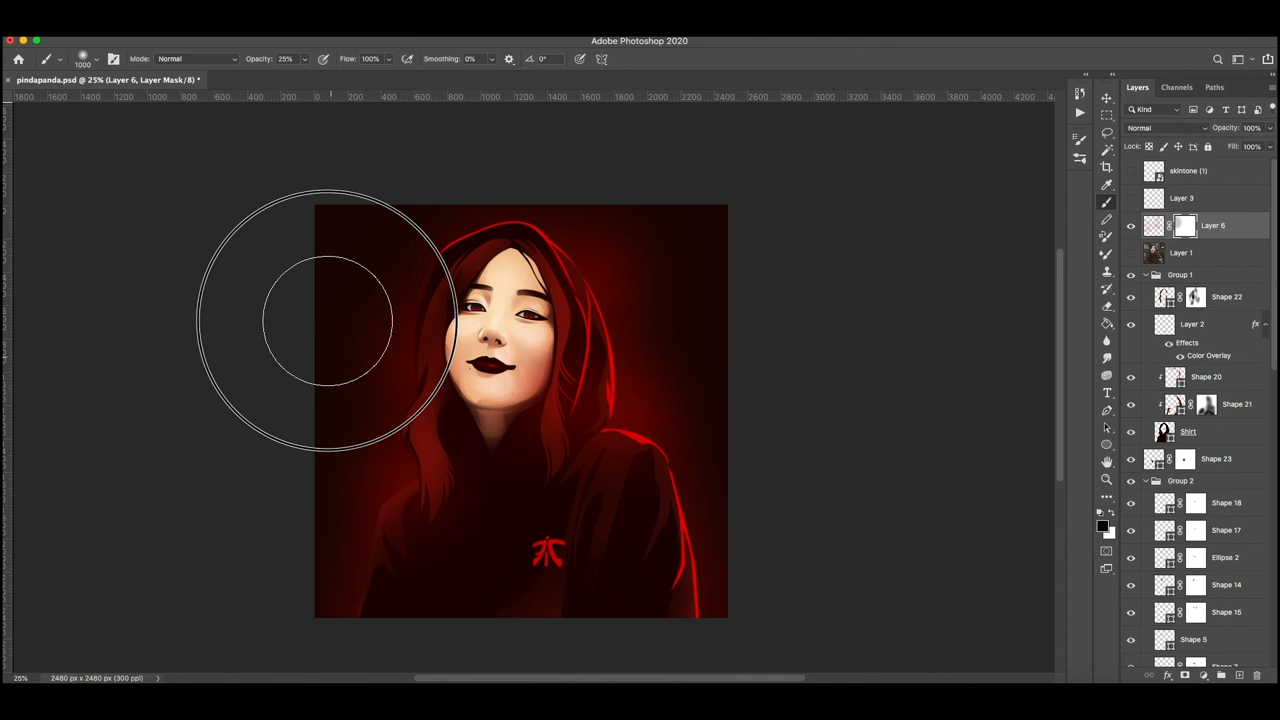 Adobe Photoshop 2020
1000 Mode: Normal Opacity: 25% Flow: 100% Smoothing: 0% 0°
pindapanda.psd @ 25% (Layer 6, Layer Mask/8) *
1800 1600 1400 1200 1000 800 600 400 200 0 200 400 600 800 1000 1200 1400 1600 1800 2000 2200 2400 2600 2800 3000 3200 3400 3600 3800 4000 4200 4
Layers Channels Paths
Kind
Normal Opacity: 100%
Lock: Fill: 100%
skintone (1)
Layer 3
Layer 6
Layer 1
Group 1
Shape 22
Layer 2 fx
Effects
Color Overlay
Shape 20
Shape 21
Shirt
Shape 23
Group 2
Shape 18
Shape 17
Ellipse 2
Shape 14
Shape 15
Shape 5
25% 2480 px x 2480 px (300 ppi)
fx